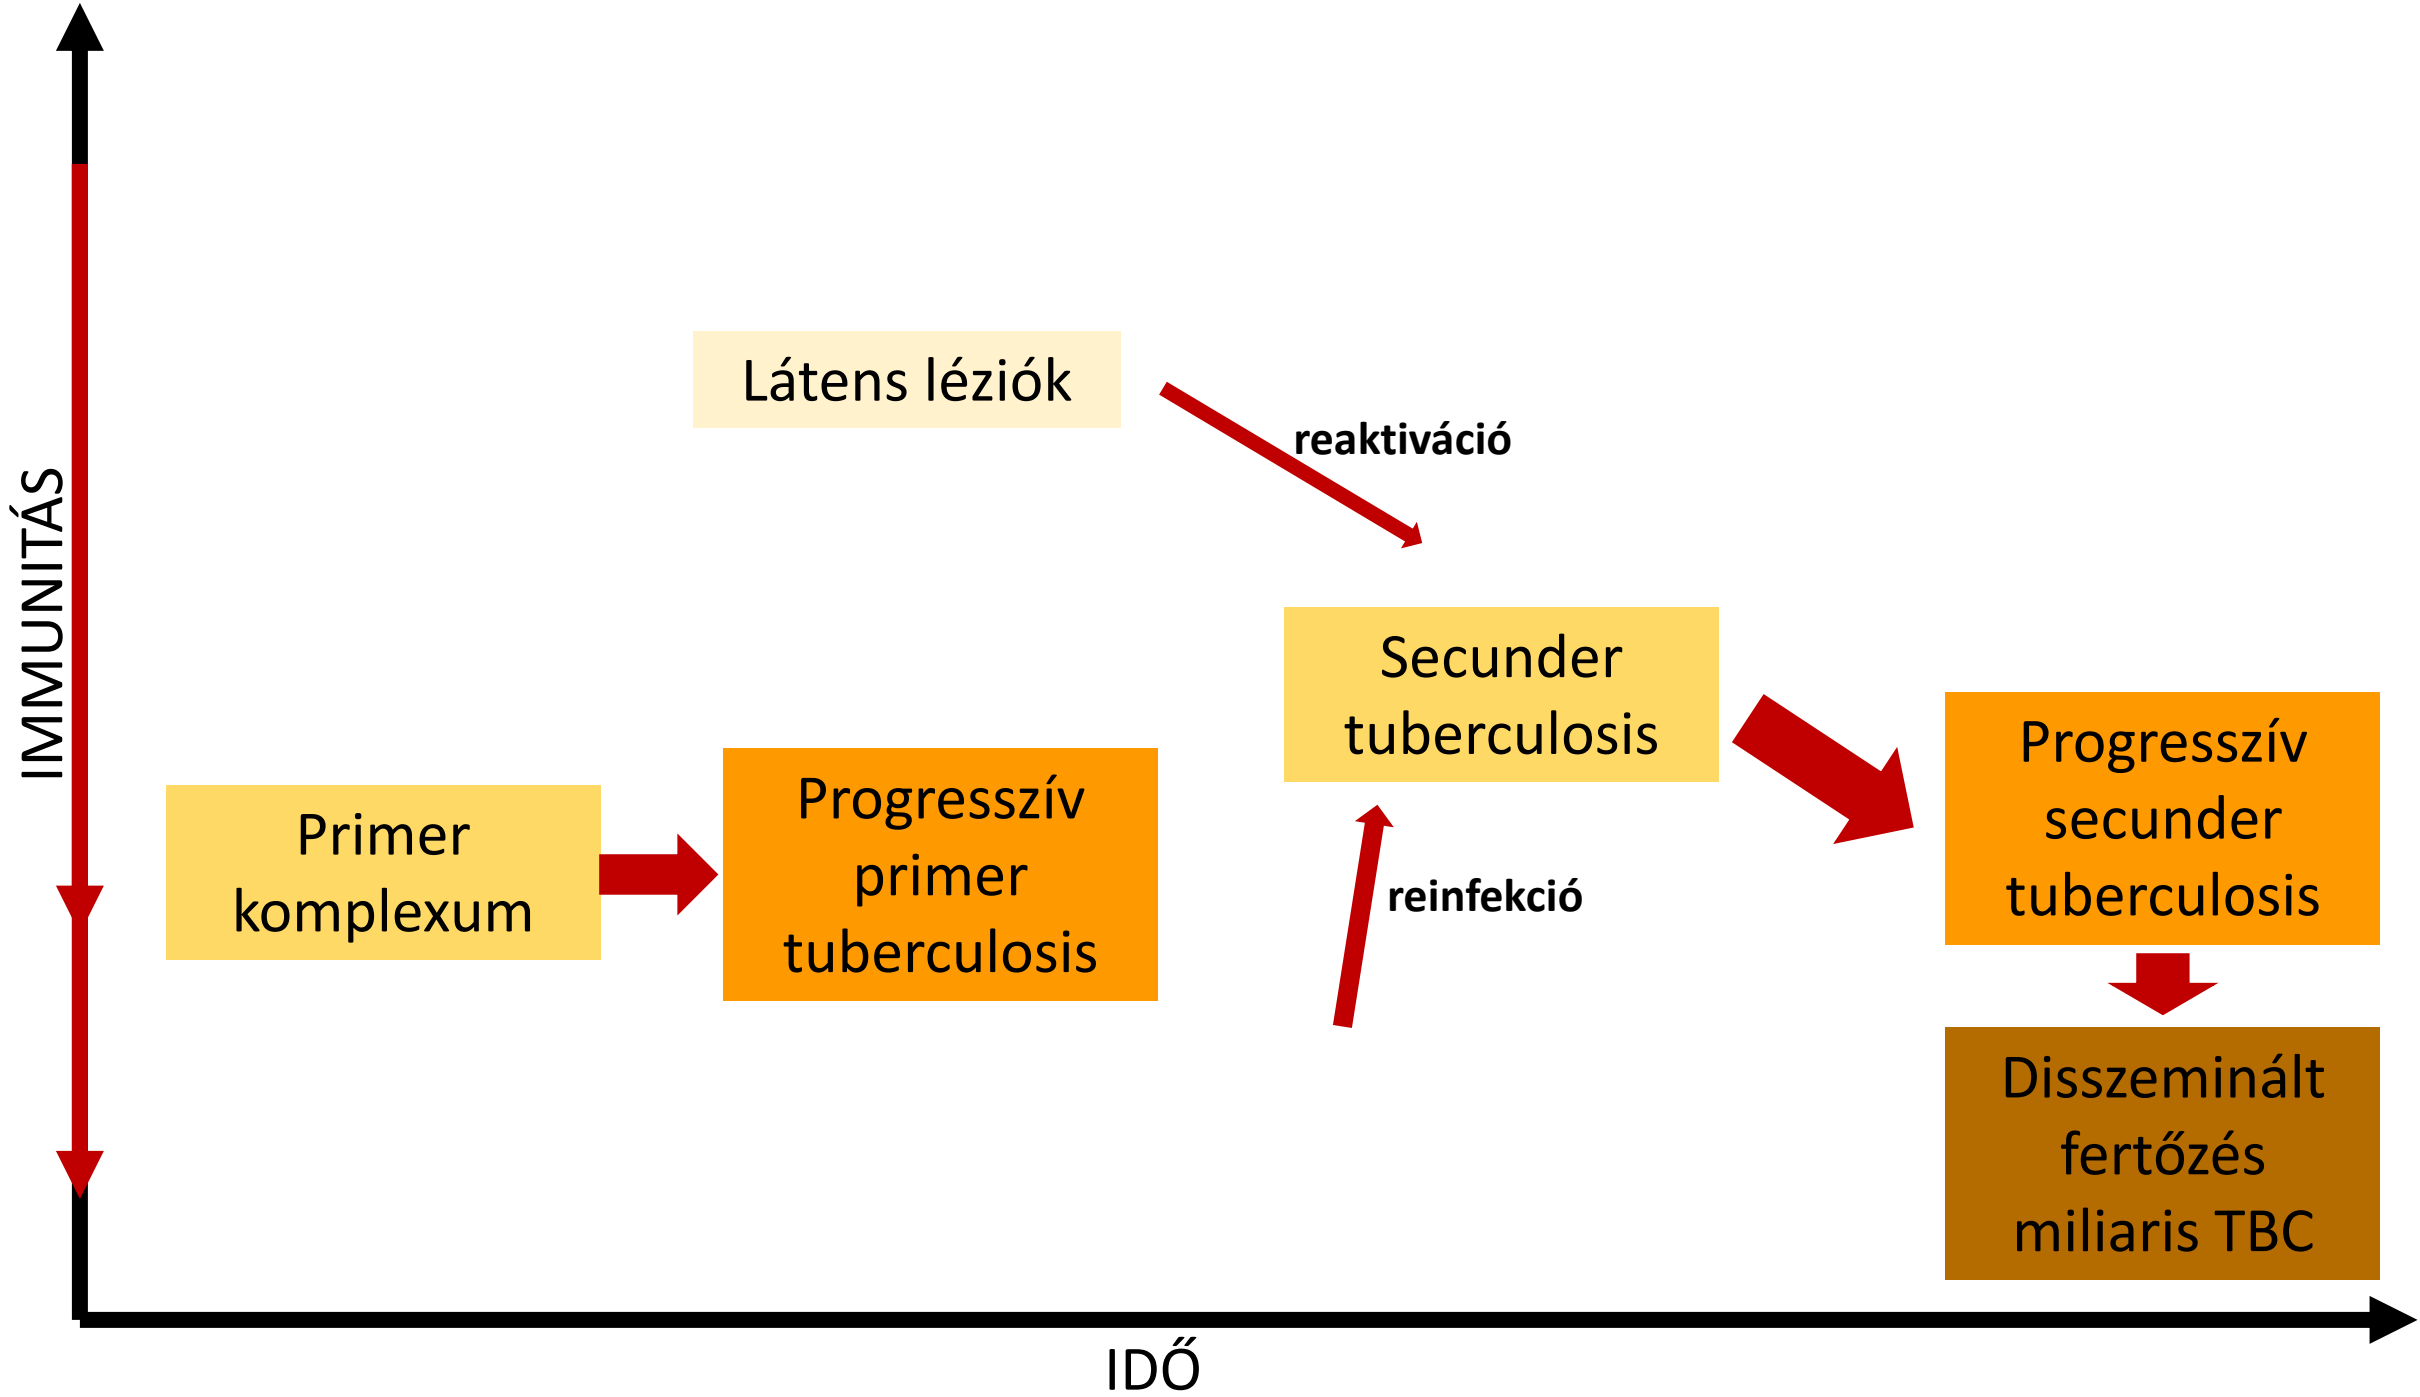 IMMUNITÁS
Látens léziók
reaktiváció
Primer
komplexum
Progresszív
primer
tuberculosis
Secunder
tuberculosis
reinfekció
Progresszív
secunder
tuberculosis
Disszeminált
fertőzés
miliaris TBC
IDŐ